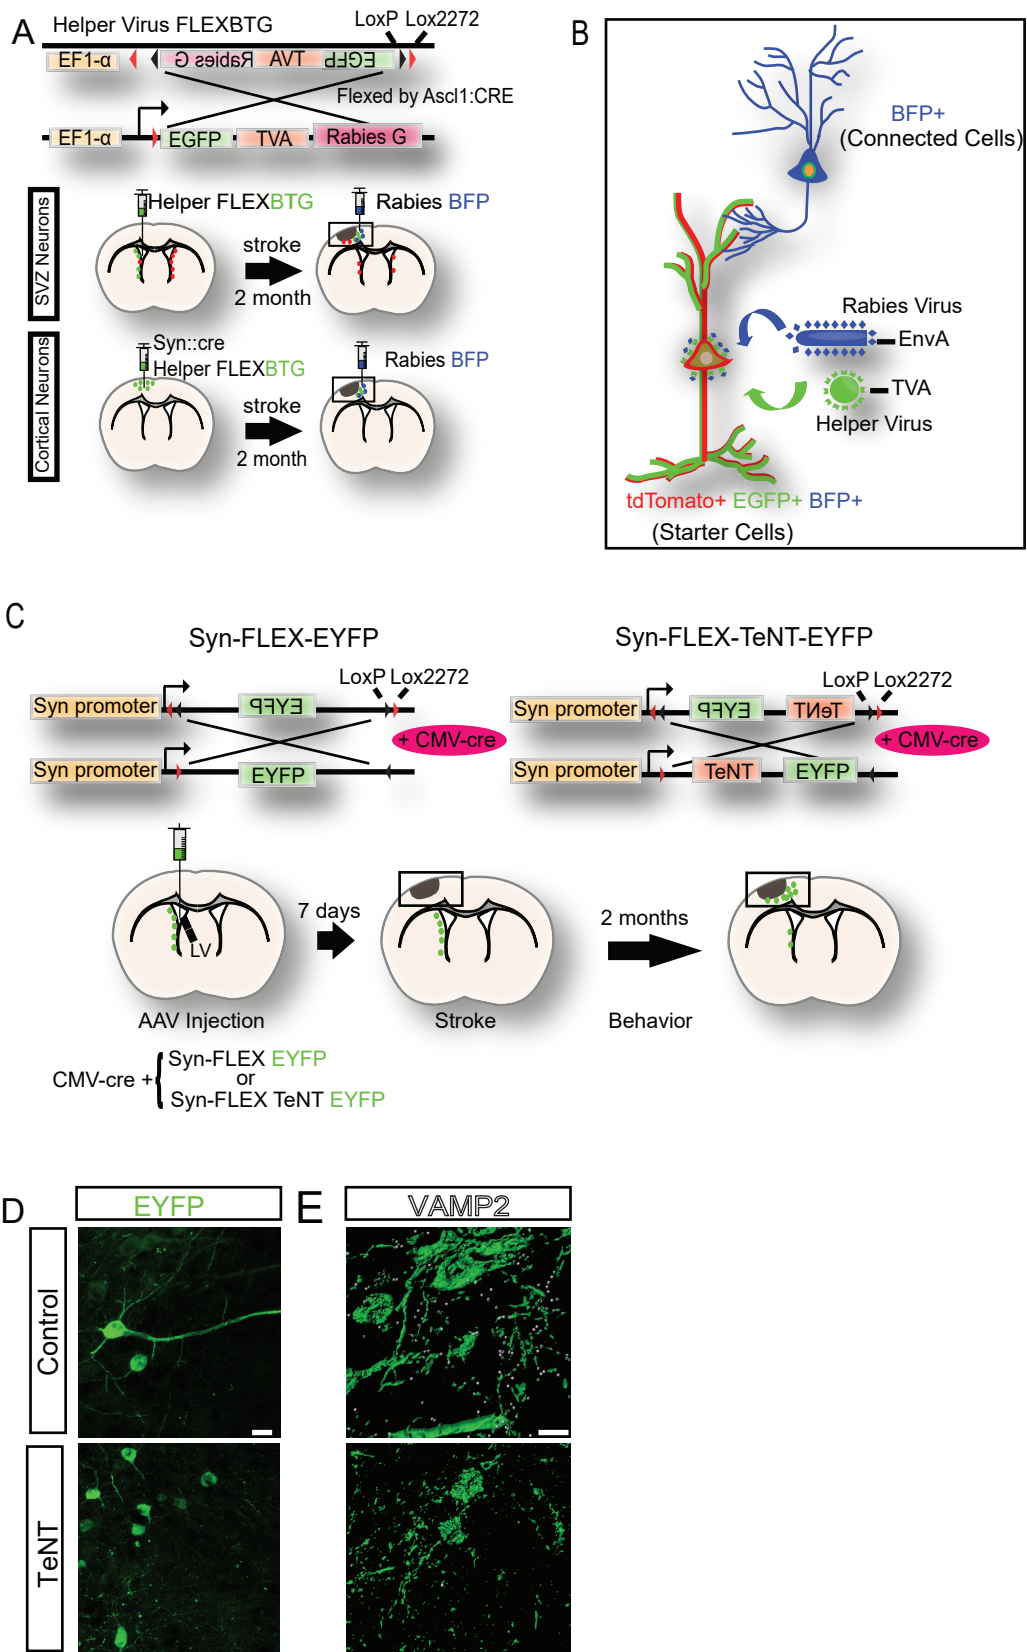 A
Helper Virus FLEXBTG
LoxP Lox2272
EF1-α
Rabies G
TVA
EGFP
Flexed by Ascl1:CRE
EF1-α
EGFP
TVA
Rabies G
SVZ Neurons
Helper FLEXBTG
Rabies BFP
stroke
2 month
Cortical Neurons
Syn::cre
Helper FLEXBTG
Rabies BFP
stroke
2 month
B
BFP+
(Connected Cells)
Rabies Virus
EnvA
TVA
Helper Virus
tdTomato+ EGFP+ BFP+
(Starter Cells)
C
Syn-FLEX-EYFP
LoxP Lox2272
Syn promoter
EYFP
+ CMV-cre
Syn promoter
EYFP
Syn-FLEX-TeNT-EYFP
LoxP Lox2272
Syn promoter
EYFP
TeNT
+ CMV-cre
Syn promoter
TeNT
EYFP
LV
7 days
2 months
AAV Injection
Stroke
Behavior
CMV-cre +
Syn-FLEX EYFP
or
Syn-FLEX TeNT EYFP
D
EYFP
E
VAMP2
Control
TeNT